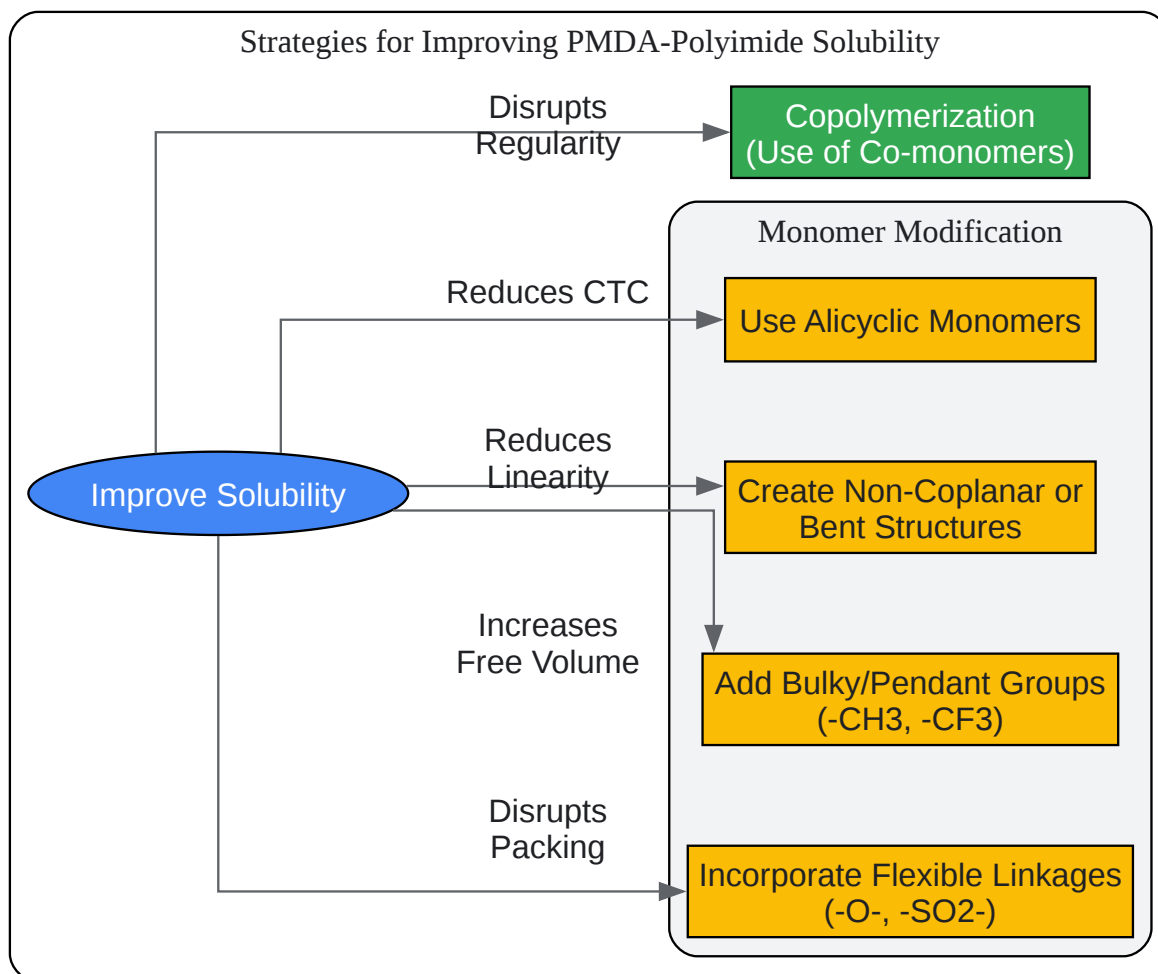 Strategies for Improving PMDA-Polyimide Solubility
Disrupts
Regularity
Copolymerization
(Use of Co-monomers)
Monomer Modification
Reduces CTC
Use Alicyclic Monomers
Reduces
Linearity
Improve Solubility
Create Non-Coplanar or
Bent Structures
Increases
Free Volume
Add Bulky/Pendant Groups
(-CH3, -CF3)
Disrupts
Packing
Incorporate Flexible Linkages
(-O-, -SO2-)